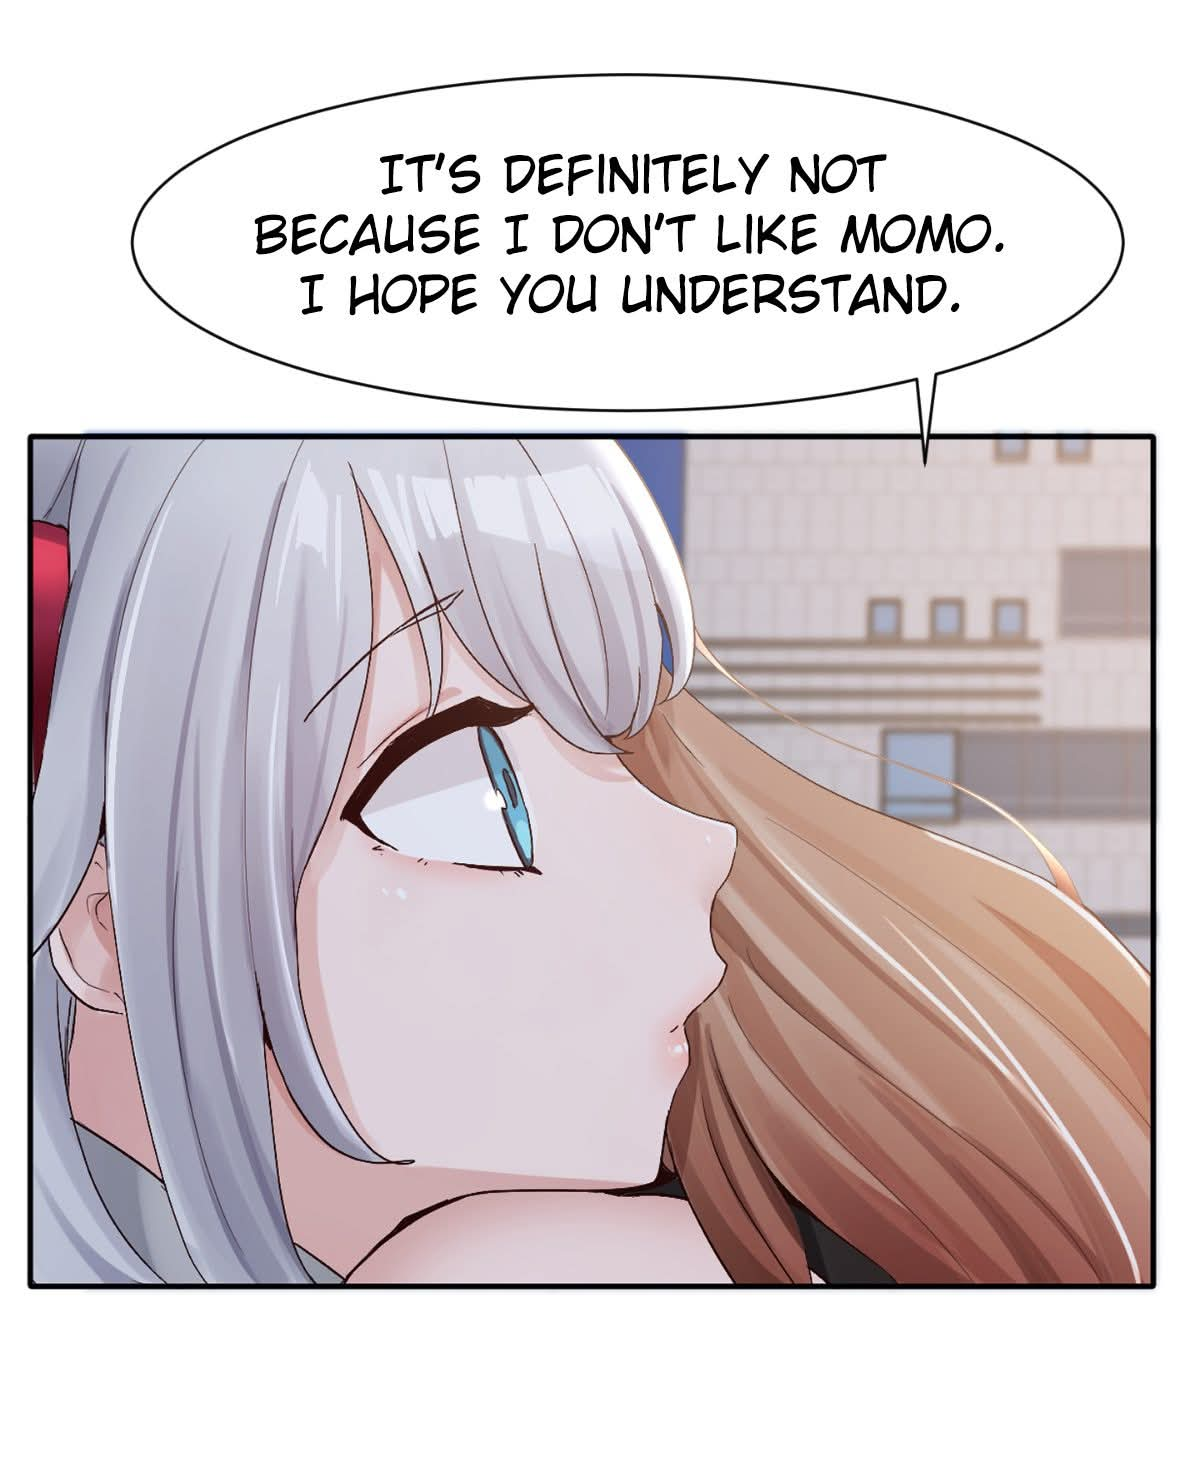 IT'S DEFINITELY NOT
BECAUSE I DON'T LIKE MOMO.
I HOPE YOU UNDERSTAND.